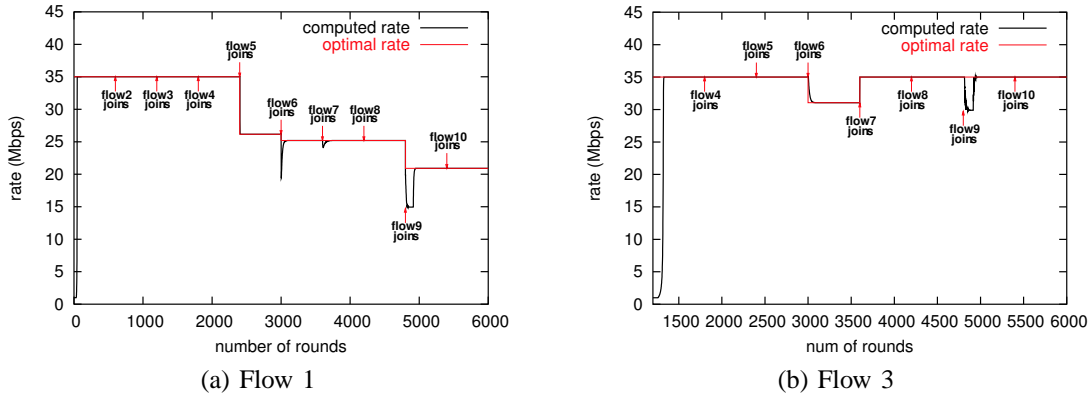 45
40
35
30
25
20
15
10
5
0
rate (Mbps)
0 1000 2000 3000 4000 5000 6000
number of rounds
computed rate
optimal rate
flow2 joins
flow3 joins
flow4 joins
flow5 joins
flow6 joins
flow7 joins
flow8 joins
flow9 joins
flow10 joins
(a) Flow 1
45
40
35
30
25
20
15
10
5
0
rate (Mbps)
1500 2000 2500 3000 3500 4000 4500 5000 5500 6000
num of rounds
computed rate
optimal rate
flow4 joins
flow5 joins
flow6 joins
flow7 joins
flow8 joins
flow9 joins
flow10 joins
(b) Flow 3